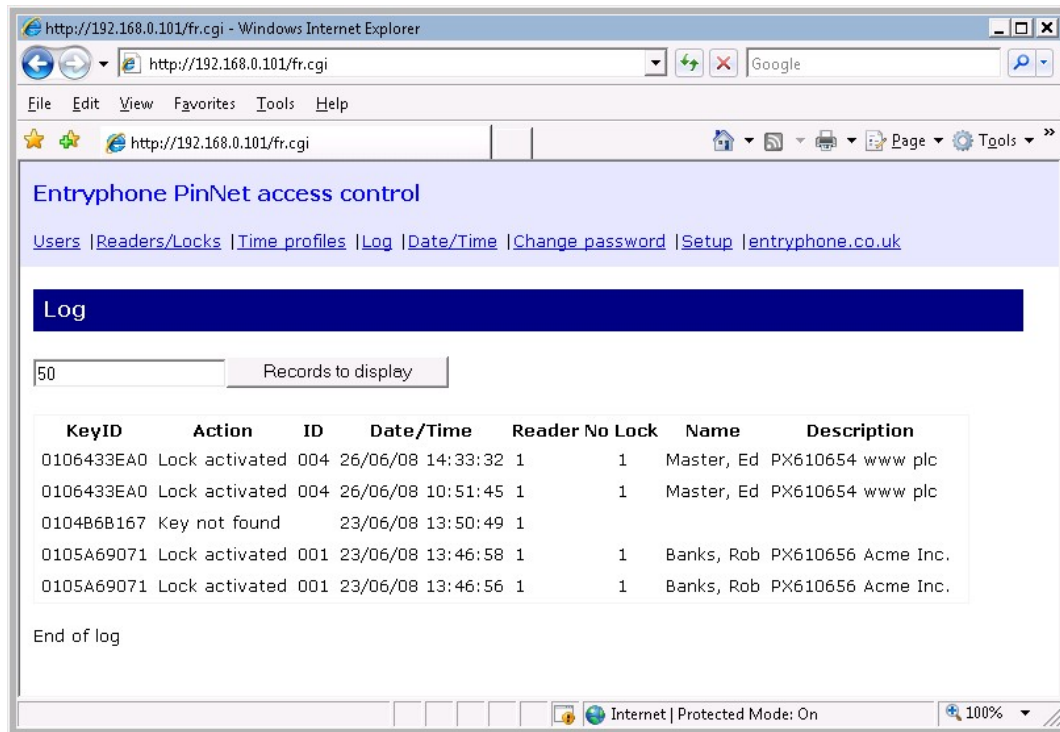 http://192.168.0.101/fr.cgi - Windows Internet Explorer
http://192.168.0.101/fr.cgi Google
File Edit View Favorites Tools Help
http://192.168.0.101/fr.cgi Page Tools »
Entryphone PinNet access control
Users |Readers/Locks |Time profiles |Log |Date/Time |Change password |Setup |entryphone.co.uk
Log
50 Records to display
KeyID Action ID Date/Time Reader No Lock Name Description
0106433EA0 Lock activated 004 26/06/08 14:33:32 1 1 Master, Ed PX610654 www plc
0106433EA0 Lock activated 004 26/06/08 10:51:45 1 1 Master, Ed PX610654 www plc
0104B6B167 Key not found 23/06/08 13:50:49 1
0105A69071 Lock activated 001 23/06/08 13:46:58 1 1 Banks, Rob PX610656 Acme Inc.
0105A69071 Lock activated 001 23/06/08 13:46:56 1 1 Banks, Rob PX610656 Acme Inc.
End of log
Internet | Protected Mode: On 100%